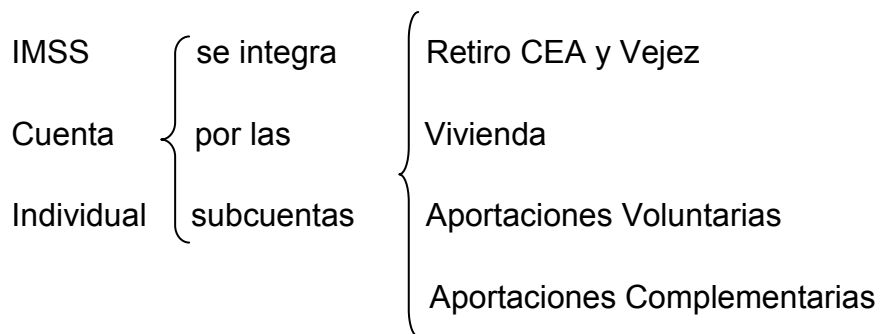 IMSS se integra Retiro CEA y Vejez
Cuenta por las Vivienda
Individual subcuentas Aportaciones Voluntarias
Aportaciones Complementarias